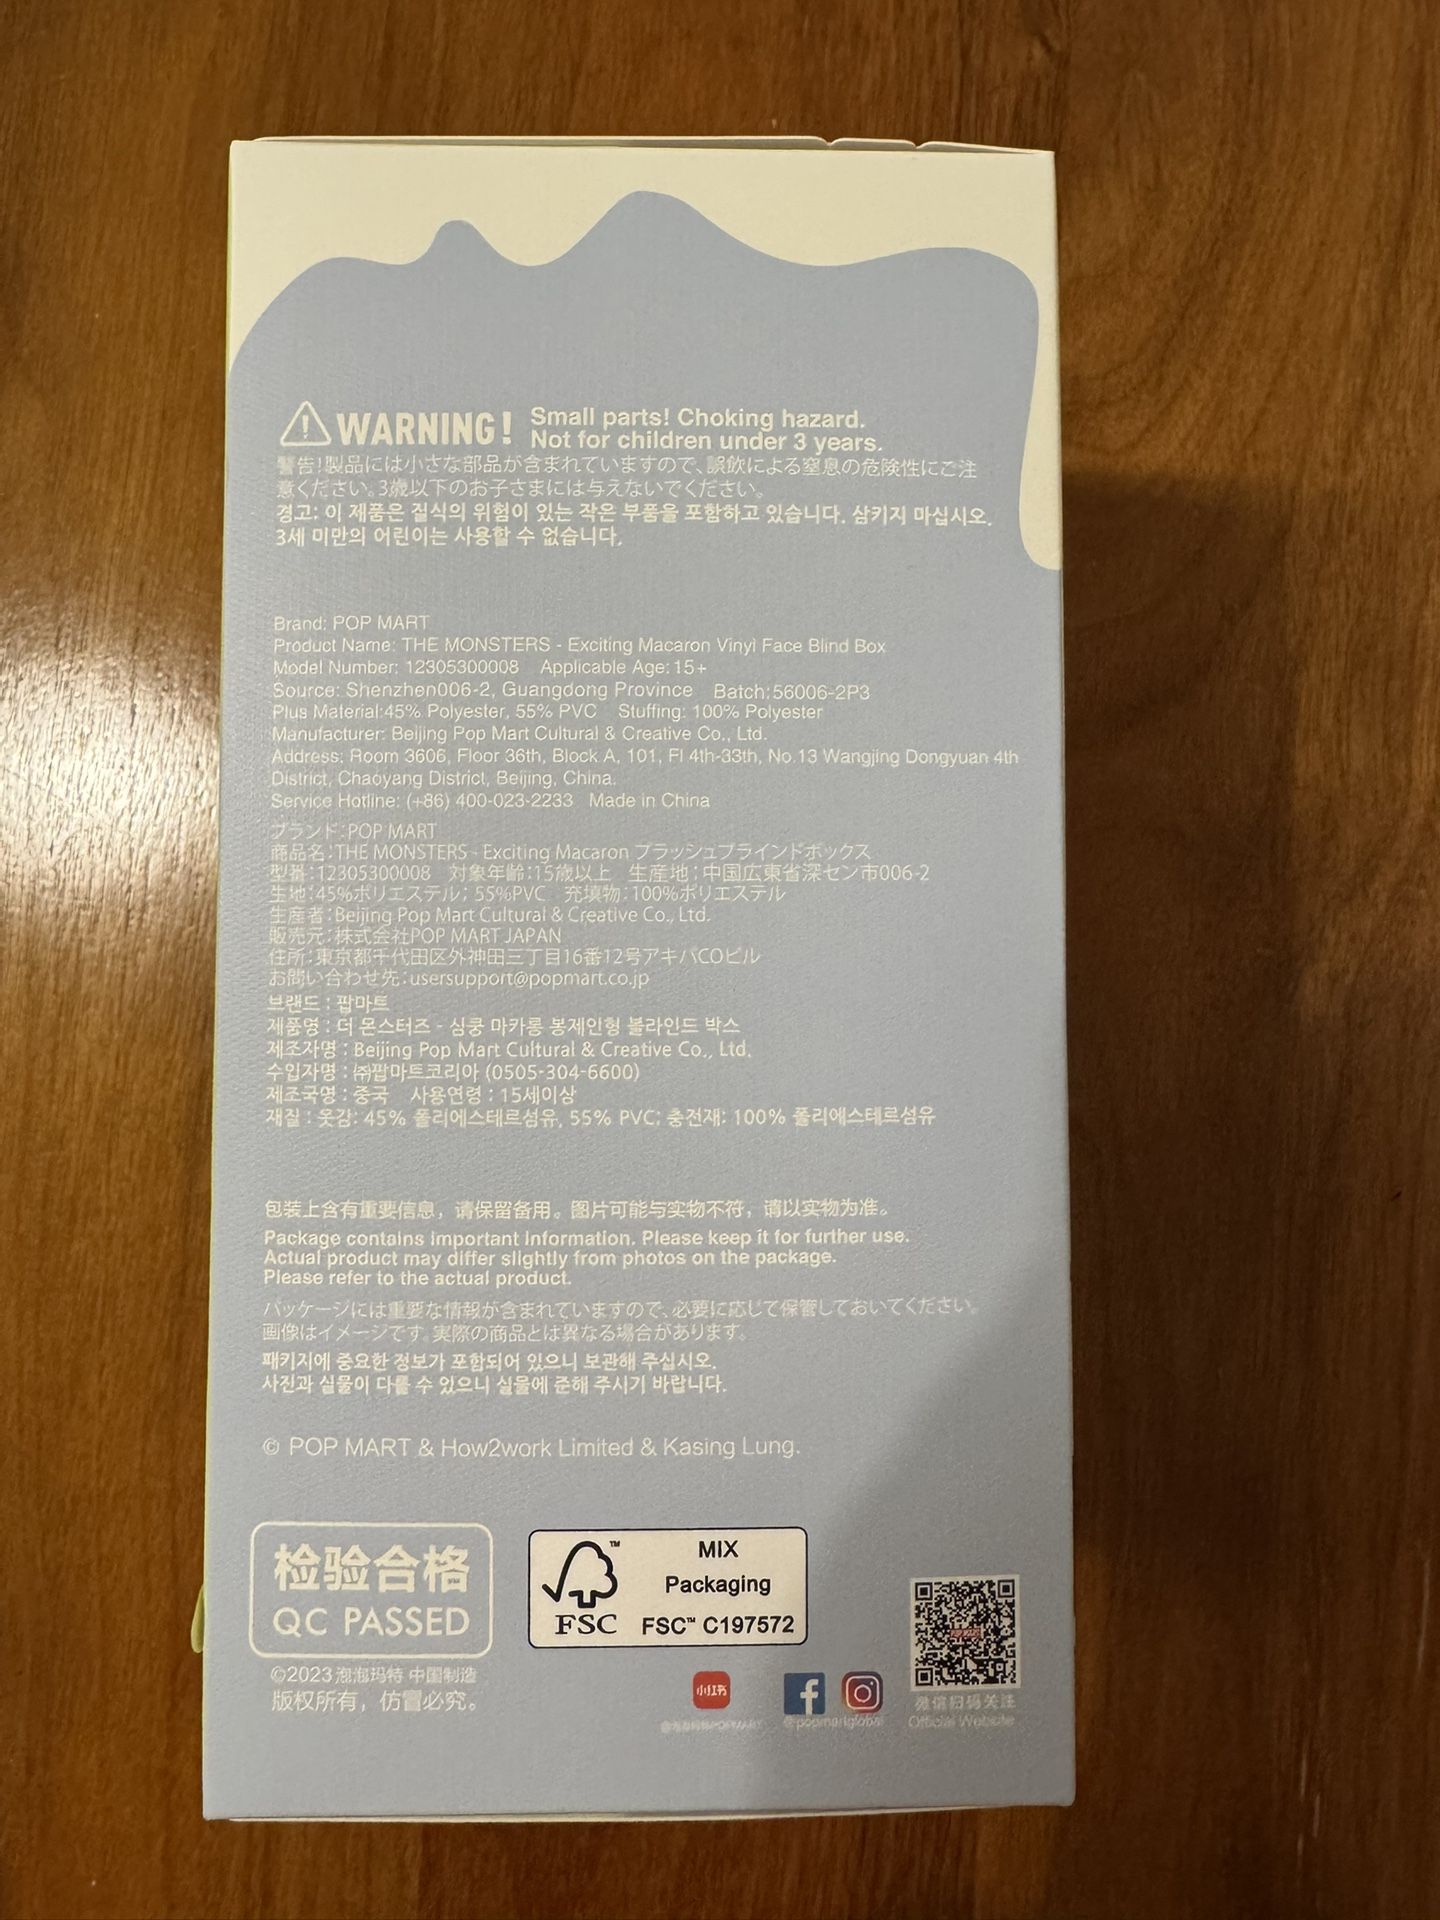 WARNING! Small parts! Choking hazard.
Not for children under 3 years.
警告!製品には小さな部品が含まれていますので、誤飲による窒息の危険性にご注
意ください。3歳以下のお子さまには与えないでください。
경고: 이 제품은 질식의 위험이 있는 작은 부품을 포함하고 있습니다. 삼키지 마십시오.
3세 미만의 어린이는 사용할 수 없습니다.
Brand: POP MART
Product Name: THE MONSTERS - Exciting Macaron Vinyl Face Blind Box
Model Number: 12305300008 Applicable Age: 15+
Source: Shenzhen006-2, Guangdong Province Batch:56006-2P3
Plus Material:45% Polyester, 55% PVC Stuffing: 100% Polyester
Manufacturer: Beijing Pop Mart Cultural & Creative Co., Ltd.
Address: Room 3606, Floor 36th, Block A, 101, Fl 4th-33th, No.13 Wangjing Dongyuan 4th
District, Chaoyang District, Beijing, China.
Service Hotline: (+86) 400-023-2233 Made in China
ブランド:POP MART
商品名:THE MONSTERS - Exciting Macaron プラッシュブラインドボックス
型番:12305300008 対象年齢:15歳以上 生産地:中国広東省深セン市006-2
生地:45%ポリエステル; 55%PVC 充填物:100%ポリエステル
生産者:Beijing Pop Mart Cultural & Creative Co., Ltd.
販売元:株式会社POP MART JAPAN
住所:東京都千代田区外神田三丁目16番12号アキバCOビル
お問い合わせ先:usersupport@popmart.co.jp
브랜드 : 팝마트
제품명 : 더 몬스터즈 - 심쿵 마카롱 봉제인형 블라인드 박스
제조자명 : Beijing Pop Mart Cultural & Creative Co., Ltd.
수입자명 : ㈜팝마트코리아 (0505-304-6600)
제조국명 : 중국 사용연령 : 15세이상
재질 : 옷감: 45% 폴리에스테르섬유, 55% PVC; 충전재: 100% 폴리에스테르섬유
包装上含有重要信息，请保留备用。图片可能与实物不符，请以实物为准。
Package contains important information. Please keep it for further use.
Actual product may differ slightly from photos on the package.
Please refer to the actual product.
パッケージには重要な情報が含まれていますので、必要に応じて保管しておいてください。
画像はイメージです。実際の商品とは異なる場合があります。
패키지에 중요한 정보가 포함되어 있으니 보관해 주십시오.
사진과 실물이 다를 수 있으니 실물에 준해 주시기 바랍니다.
© POP MART & How2work Limited & Kasing Lung.
检验合格
QC PASSED
©2023泡泡玛特 中国制造
版权所有，仿冒必究。
FSC™
MIX
Packaging
FSC™ C197572
小红书
@popmartglobal
POP MART
微信扫码关注
Official Website